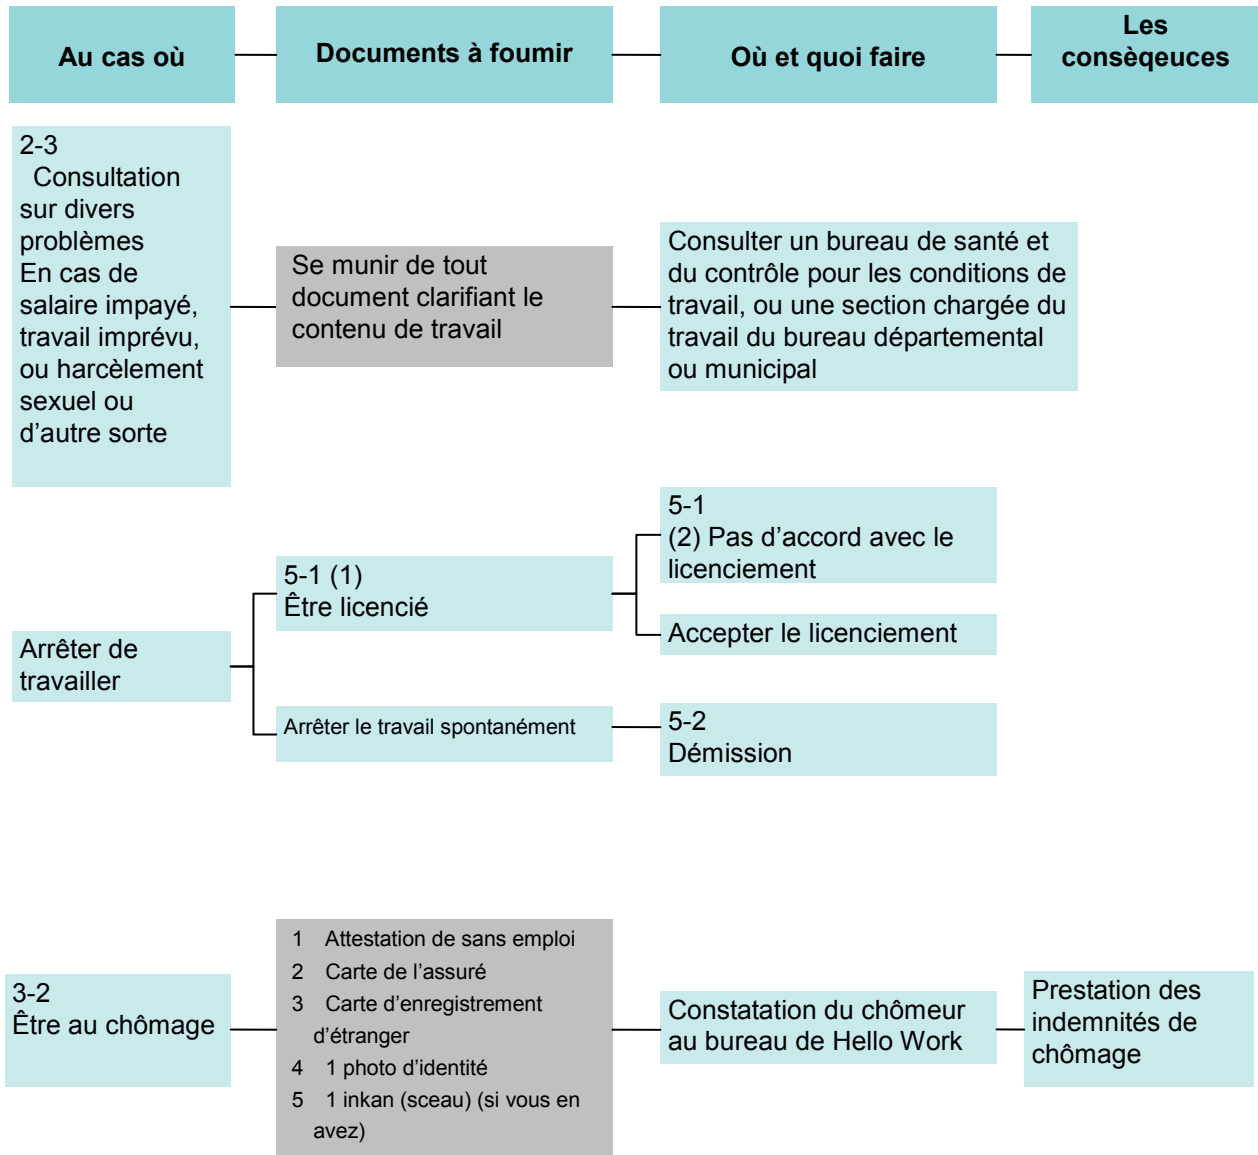 Au cas où
Documents à foumir
Où et quoi faire
Les
consèqeuces
2-3
Consultation
sur divers
problèmes
En cas de
salaire impayé,
travail imprévu,
ou harcèlement
sexuel ou
d’autre sorte
Se munir de tout
document clarifiant le
contenu de travail
Consulter un bureau de santé et
du contrôle pour les conditions de
travail, ou une section chargée du
travail du bureau départemental
ou municipal
Arrêter de
travailler
5-1 (1)
Être licencié
5-1
(2) Pas d’accord avec le
licenciement
Accepter le licenciement
Arrêter le travail spontanément
5-2
Démission
3-2
Être au chômage
1 Attestation de sans emploi
2 Carte de l’assuré
3 Carte d’enregistrement
d’étranger
4 1 photo d’identité
5 1 inkan (sceau) (si vous en
avez)
Constatation du chômeur
au bureau de Hello Work
Prestation des
indemnités de
chômage